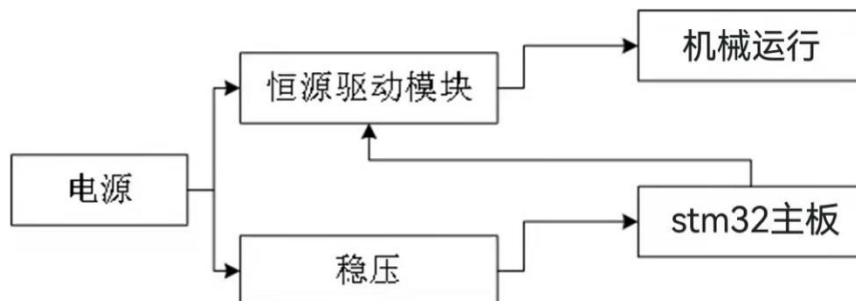 机械运行
恒源驱动模块
电源
stm32主板
稳压